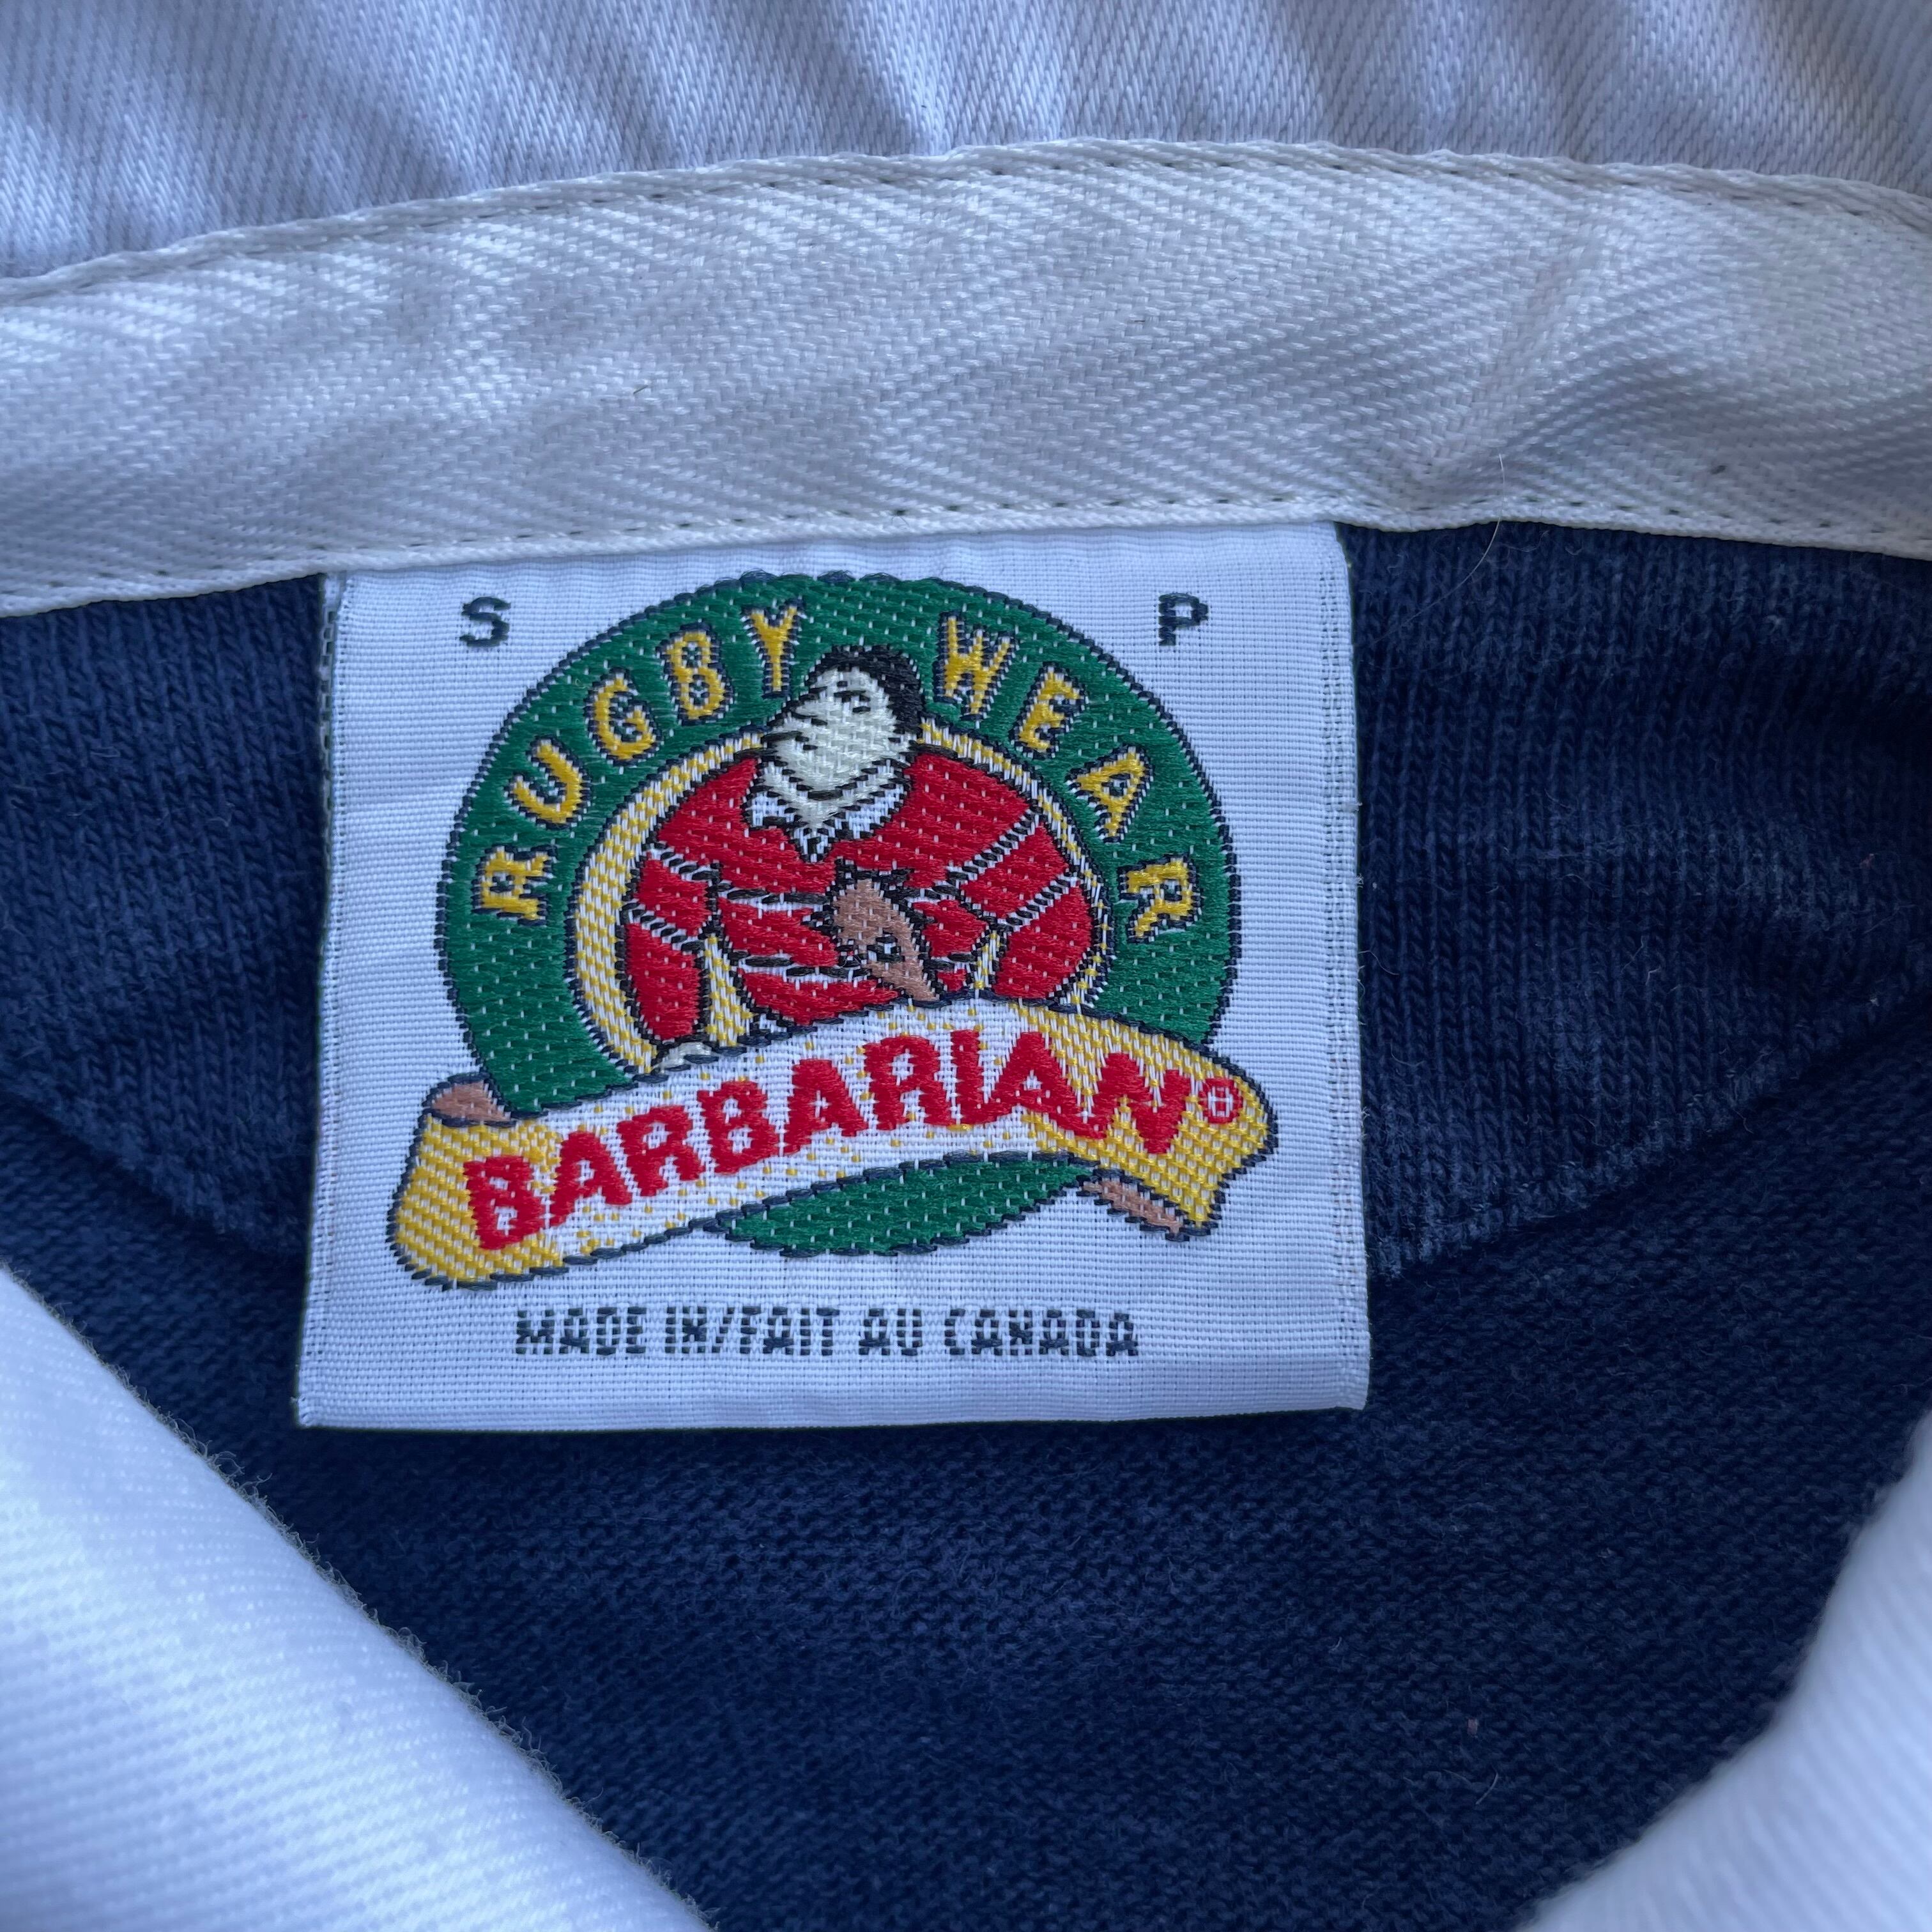 S P
RUGBY WEAR
BARBARIAN®
MADE IN/FAIT AU CANADA